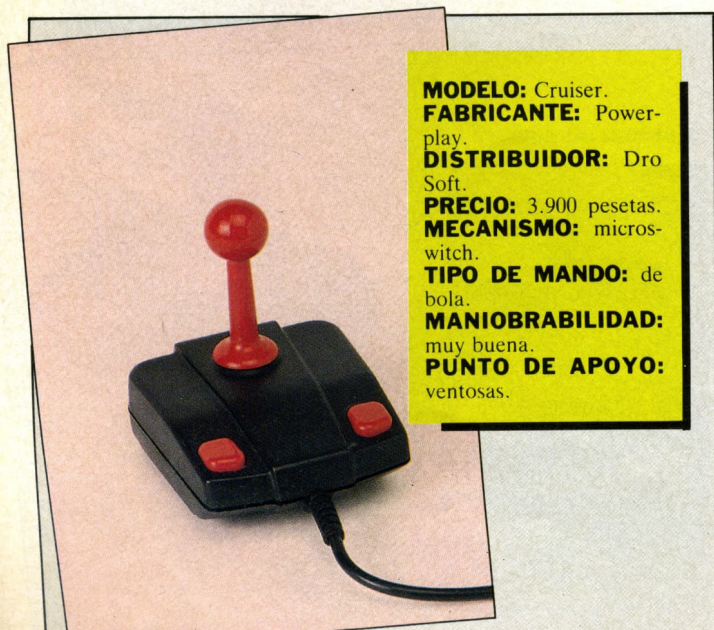 MODELO: Cruiser.
FABRICANTE: Power-
play.
DISTRIBUIDOR: Dro
Soft.
PRECIO: 3.900 pesetas.
MECANISMO: micros-
witch.
TIPO DE MANDO: de
bola.
MANIOBRABILIDAD:
muy buena.
PUNTO DE APOYO:
ventosas.